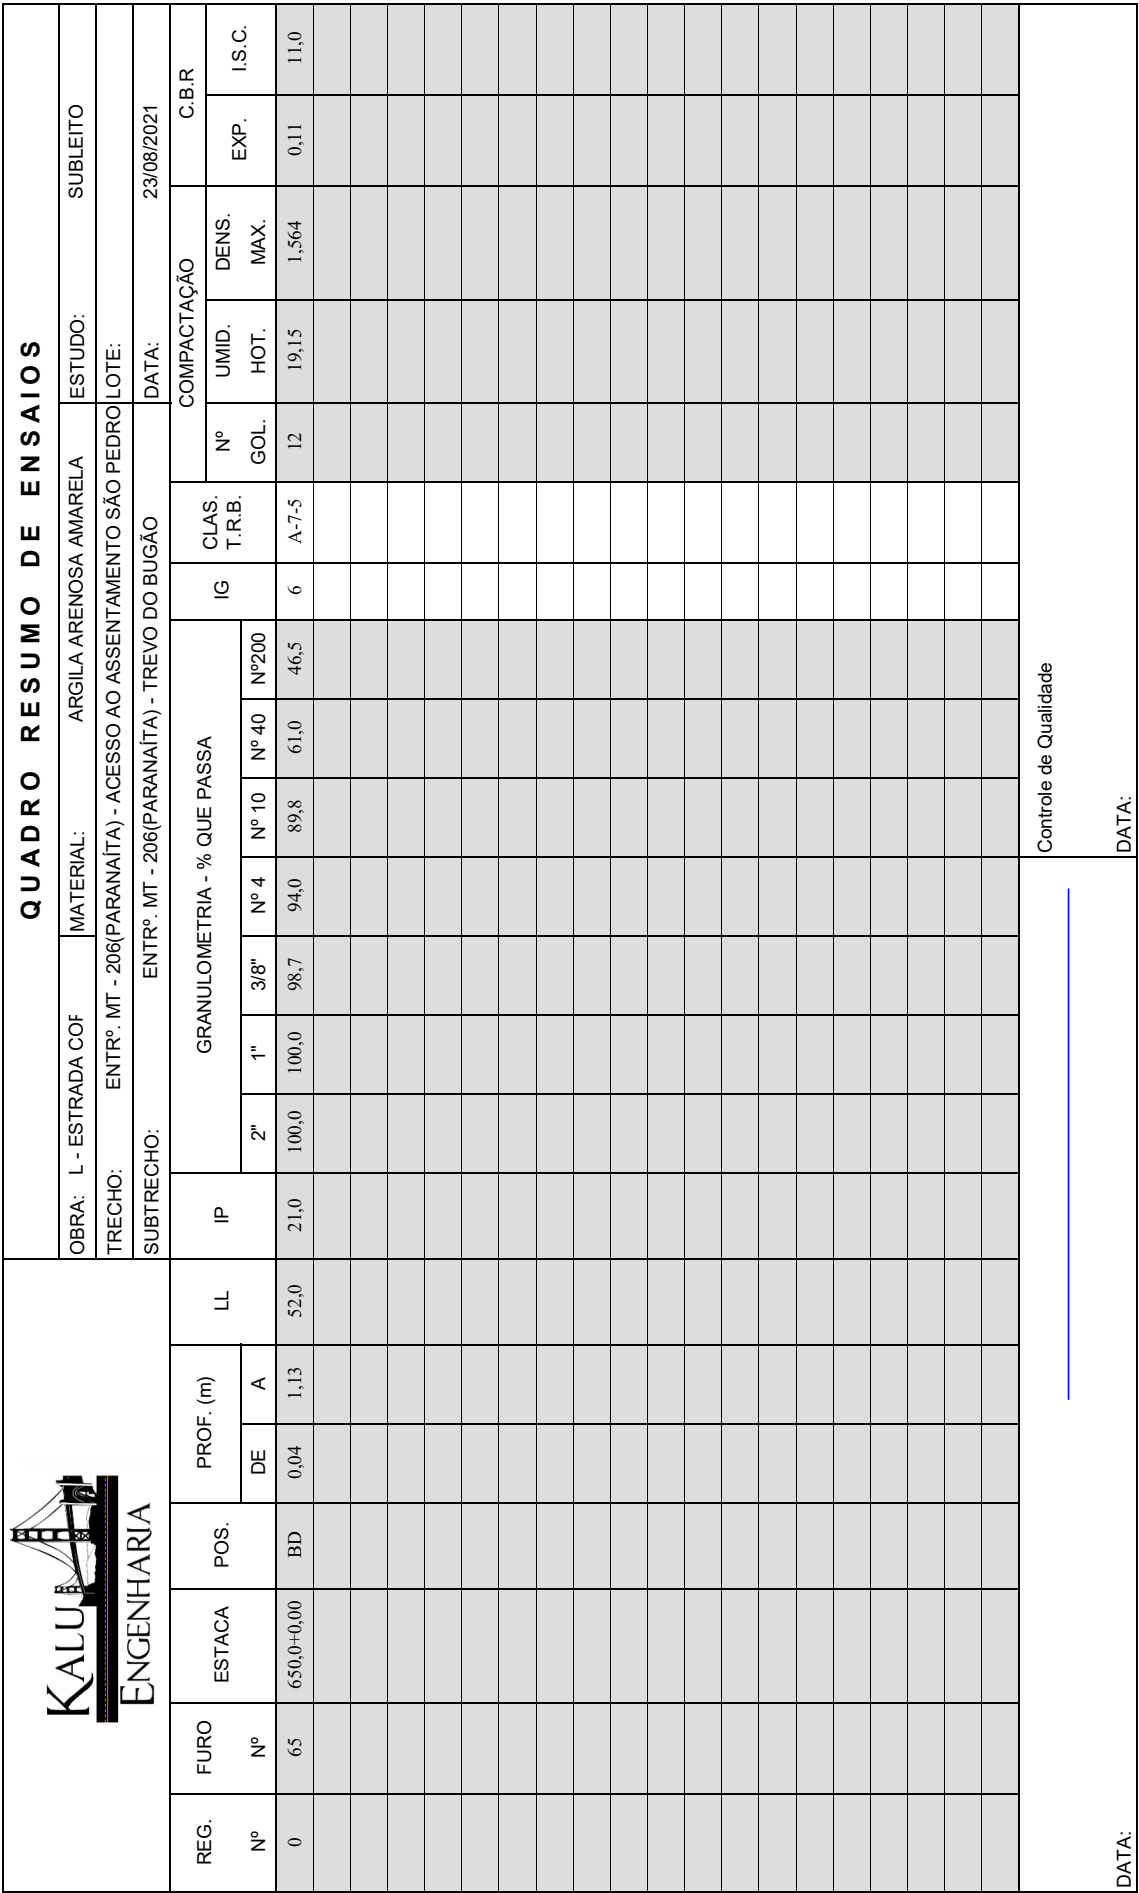 KALU
ENGENHARIA
QUADRO RESUMO DE ENSAIOS
OBRA: L - ESTRADA COF MATERIAL: ARGILA ARENOSA AMARELA ESTUDO: SUBLEITO
TRECHO: ENTRº. MT - 206(PARANAÍTA) - ACESSO AO ASSENTAMENTO SÃO PEDRO LOTE:
SUBTRECHO: ENTRº. MT - 206(PARANAÍTA) - TREVO DO BUGÃO DATA: 23/08/2021
REG. FURO ESTACA POS. PROF. (m) LL IP GRANULOMETRIA - % QUE PASSA IG CLAS. T.R.B. COMPACTAÇÃO C.B.R
Nº Nº DE A 2" 1" 3/8" Nº 4 Nº 10 Nº 40 Nº200 Nº GOL. UMID. HOT. DENS. MAX. EXP. I.S.C.
0 65 650,0+0,00 BD 0,04 1,13 52,0 21,0 100,0 100,0 98,7 94,0 89,8 61,0 46,5 6 A-7-5 12 19,15 1,564 0,11 11,0
Controle de Qualidade
DATA: DATA: